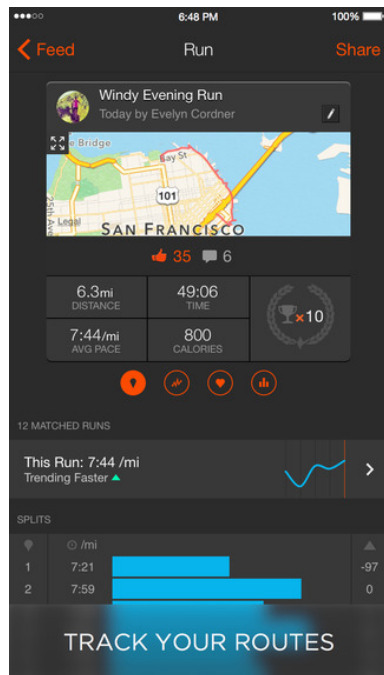 6:48 PM
100%
Feed
Run
Share
Windy Evening Run
Today by Evelyn Cordner
e Bridge
Bay St
101
25th Ave
Legal
SAN FRANCISCO
35
6
6.3mi
DISTANCE
49:06
TIME
×10
7:44/mi
AVG PACE
800
CALORIES
12 MATCHED RUNS
This Run: 7:44 /mi
Trending Faster
SPLITS
/mi
1 7:21 -97
2 7:59 0
TRACK YOUR ROUTES